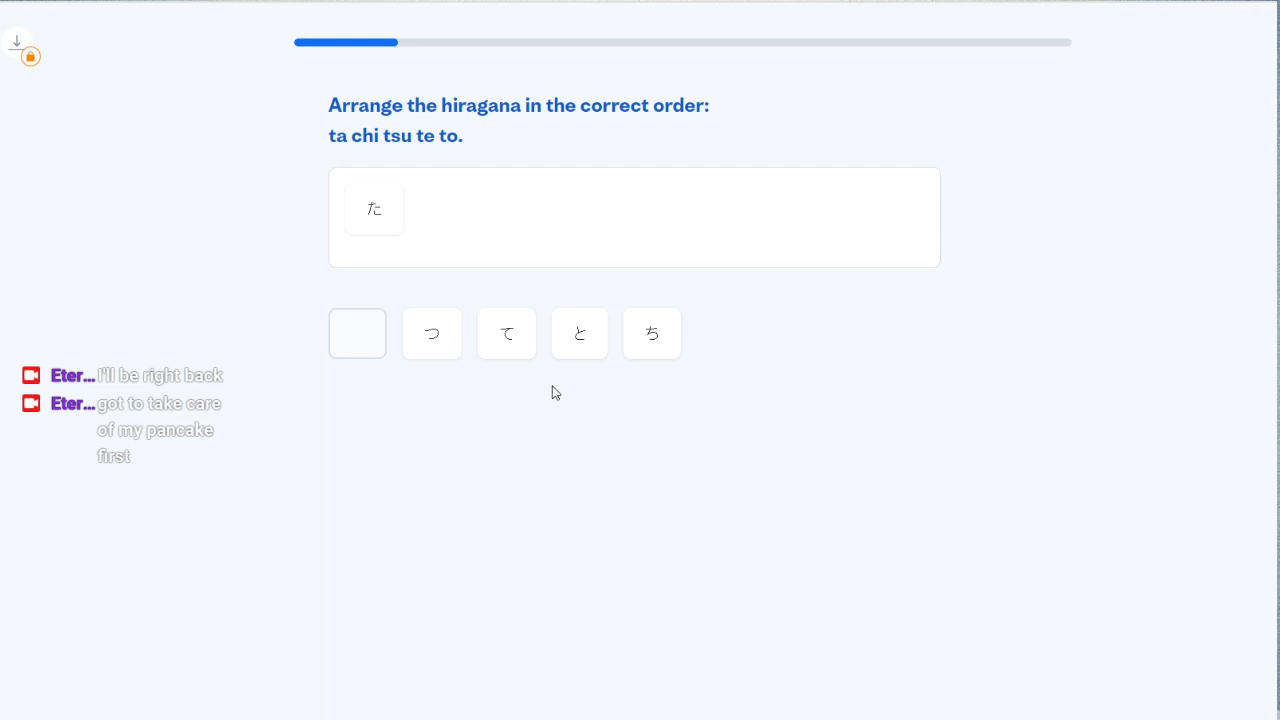 Arrange the hiragana in the correct order:
ta chi tsu te to.
た
つ て と ち
Eter... I'll be right back
Eter... got to take care
of my pancake
first